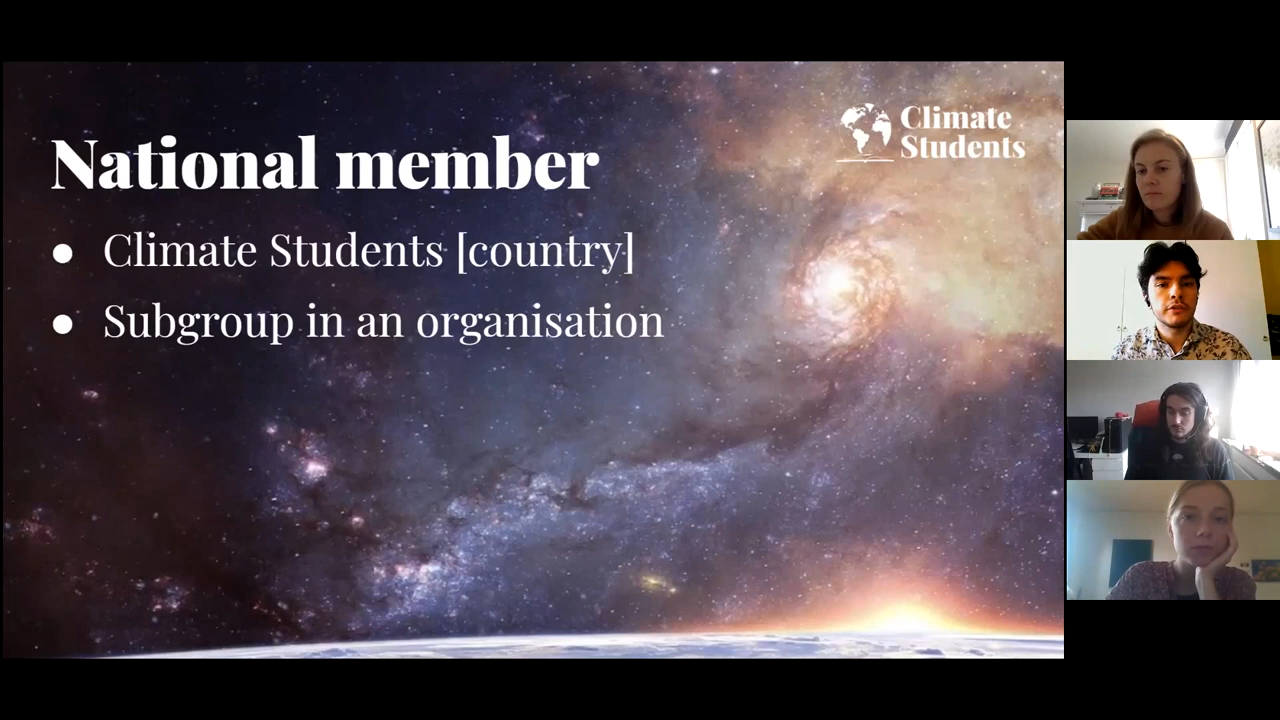 National member
Climate
Students
● Climate Students [country]
● Subgroup in an organisation